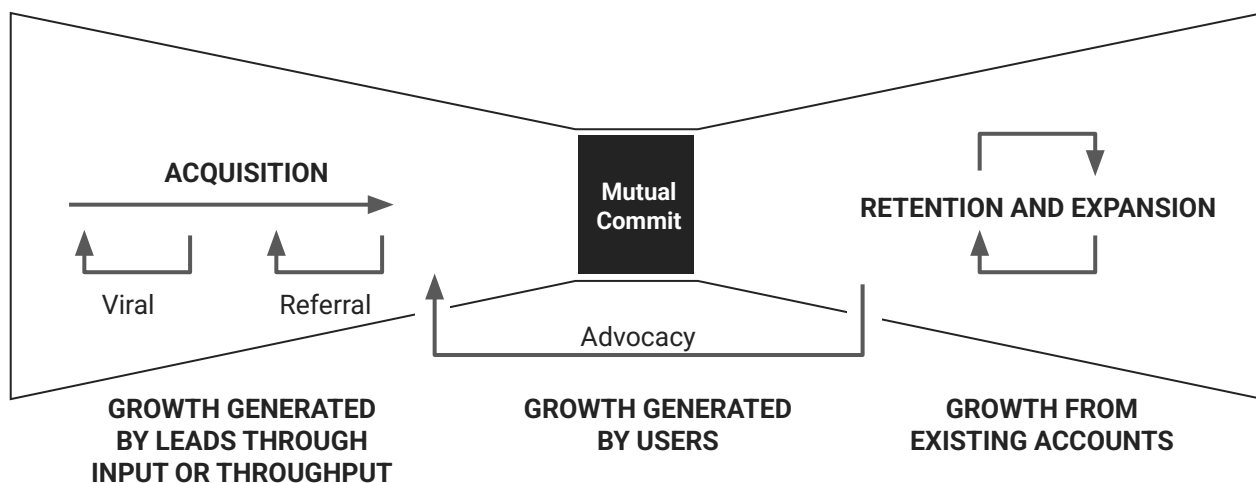 ACQUISITION
Viral
Referral
Mutual
Commit
RETENTION AND EXPANSION
Advocacy
GROWTH GENERATED
BY LEADS THROUGH
INPUT OR THROUGHPUT
GROWTH GENERATED
BY USERS
GROWTH FROM
EXISTING ACCOUNTS